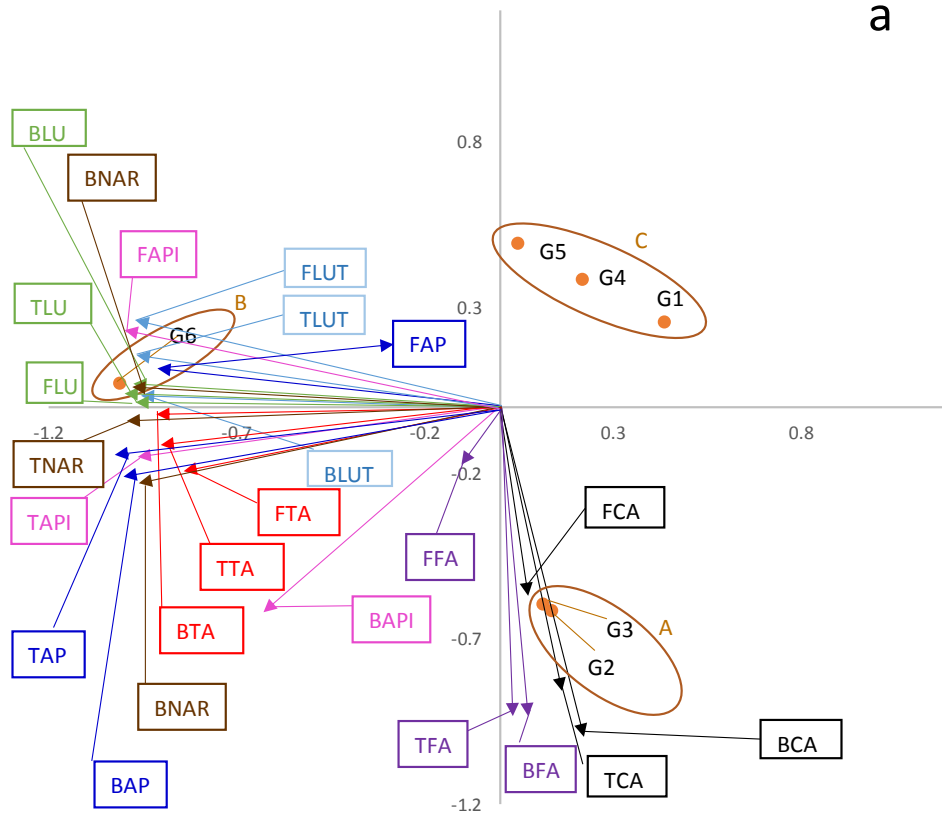 a
0.8
BLU
BNAR
C
FAPI
G5
FLUT
G4
G1
TLU
B
0.3
TLUT
G6
FAP
FLU
-1.2
-0.7
-0.2
0.3
0.8
TNAR
BLUT
-0.2
FTA
FCA
TAPI
FFA
TTA
BAPI
G3
A
BTA
-0.7
TAP
G2
BNAR
TFA
BCA
BFA
BAP
TCA
-1.2